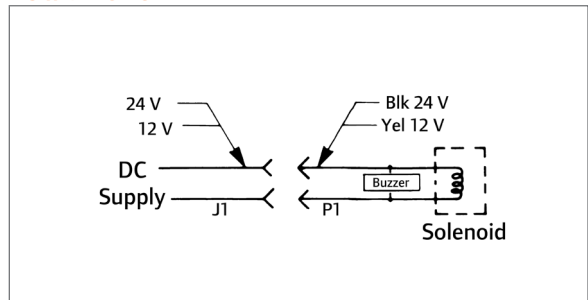 24 V
12 V
Blk 24 V
Yel 12 V
DC
Supply
J1
P1
Buzzer
Solenoid